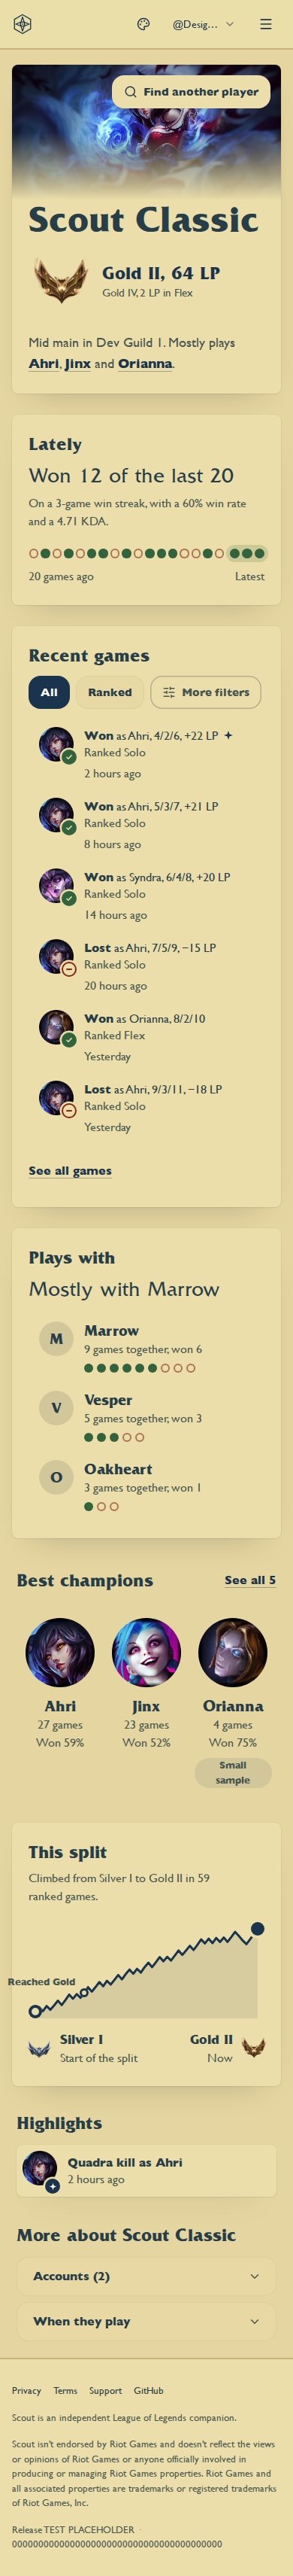 @Desig...
Find another player
Scout Classic
Gold II, 64 LP
Gold IV, 2 LP in Flex
Mid main in Dev Guild 1. Mostly plays
Ahri, Jinx and Orianna.
Lately
Won 12 of the last 20
On a 3-game win streak, with a 60% win rate
and a 4.71 KDA.
20 games ago
Latest
Recent games
All
Ranked
More filters
Won as Ahri, 4/2/6, +22 LP
Ranked Solo
2 hours ago
Won as Ahri, 5/3/7, +21 LP
Ranked Solo
8 hours ago
Won as Syndra, 6/4/8, +20 LP
Ranked Solo
14 hours ago
Lost as Ahri, 7/5/9, −15 LP
Ranked Solo
20 hours ago
Won as Orianna, 8/2/10
Ranked Flex
Yesterday
Lost as Ahri, 9/3/11, −18 LP
Ranked Solo
Yesterday
See all games
Plays with
Mostly with Marrow
M
Marrow
9 games together, won 6
V
Vesper
5 games together, won 3
O
Oakheart
3 games together, won 1
Best champions
See all 5
Ahri
27 games
Won 59%
Jinx
23 games
Won 52%
Orianna
4 games
Won 75%
Small
sample
This split
Climbed from Silver I to Gold II in 59
ranked games.
Reached Gold
Silver I
Start of the split
Gold II
Now
Highlights
Quadra kill as Ahri
2 hours ago
More about Scout Classic
Accounts (2)
When they play
Privacy
Terms
Support
GitHub
Scout is an independent League of Legends companion.
Scout isn't endorsed by Riot Games and doesn't reflect the views
or opinions of Riot Games or anyone officially involved in
producing or managing Riot Games properties. Riot Games and
all associated properties are trademarks or registered trademarks
of Riot Games, Inc.
Release TEST PLACEHOLDER ·
0000000000000000000000000000000000000000